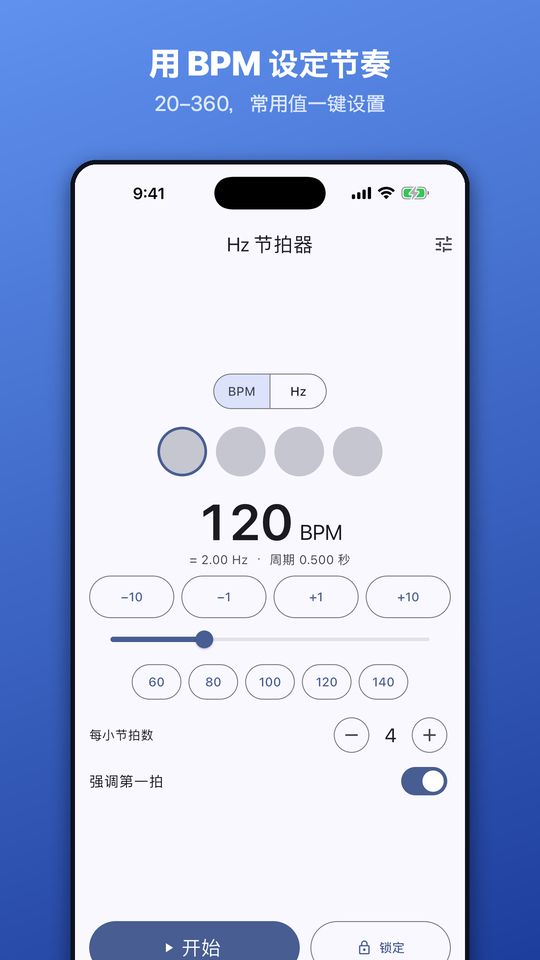 用 BPM 设定节奏
20–360，常用值一键设置
9:41
Hz 节拍器
BPM Hz
120 BPM
= 2.00 Hz · 周期 0.500 秒
−10 −1 +1 +10
60 80 100 120 140
每小节拍数 − 4 +
强调第一拍
开始 锁定